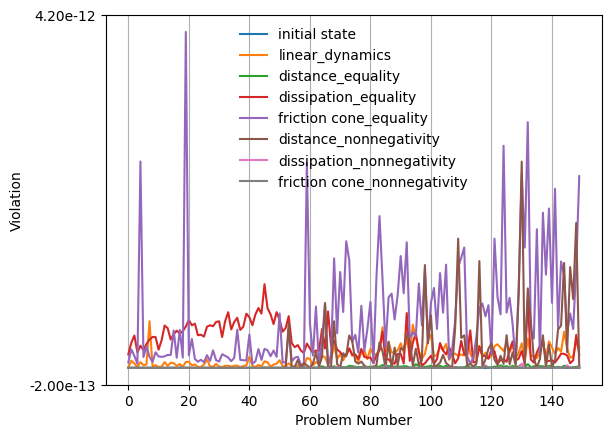 4.20e-12
initial state
linear_dynamics
distance_equality
dissipation_equality
friction cone_equality
distance_nonnegativity
dissipation_nonnegativity
friction cone_nonnegativity
Violation
-2.00e-13
0 20 40 60 80 100 120 140
Problem Number